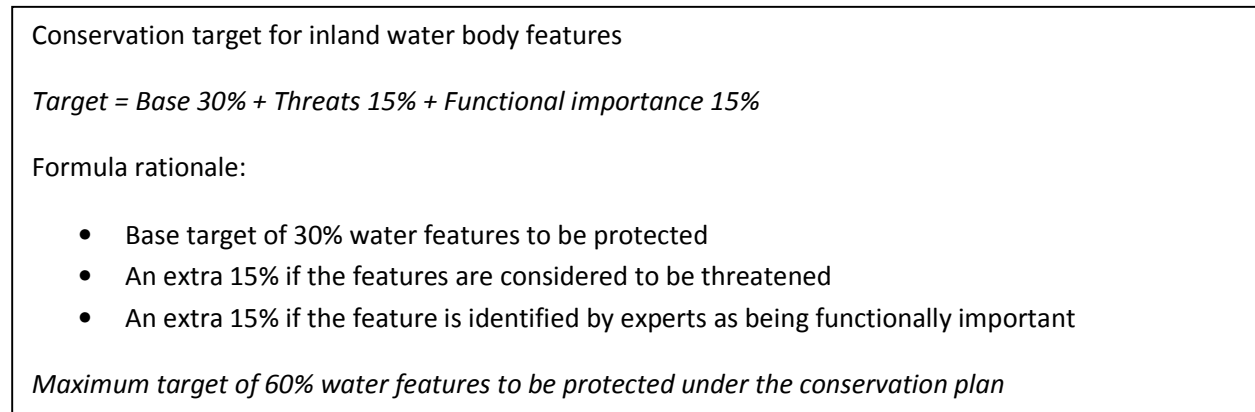 Conservation target for inland water body features
Target = Base 30% + Threats 15% + Functional importance 15%
Formula rationale:
• Base target of 30% water features to be protected
• An extra 15% if the features are considered to be threatened
• An extra 15% if the feature is identified by experts as being functionally important
Maximum target of 60% water features to be protected under the conservation plan